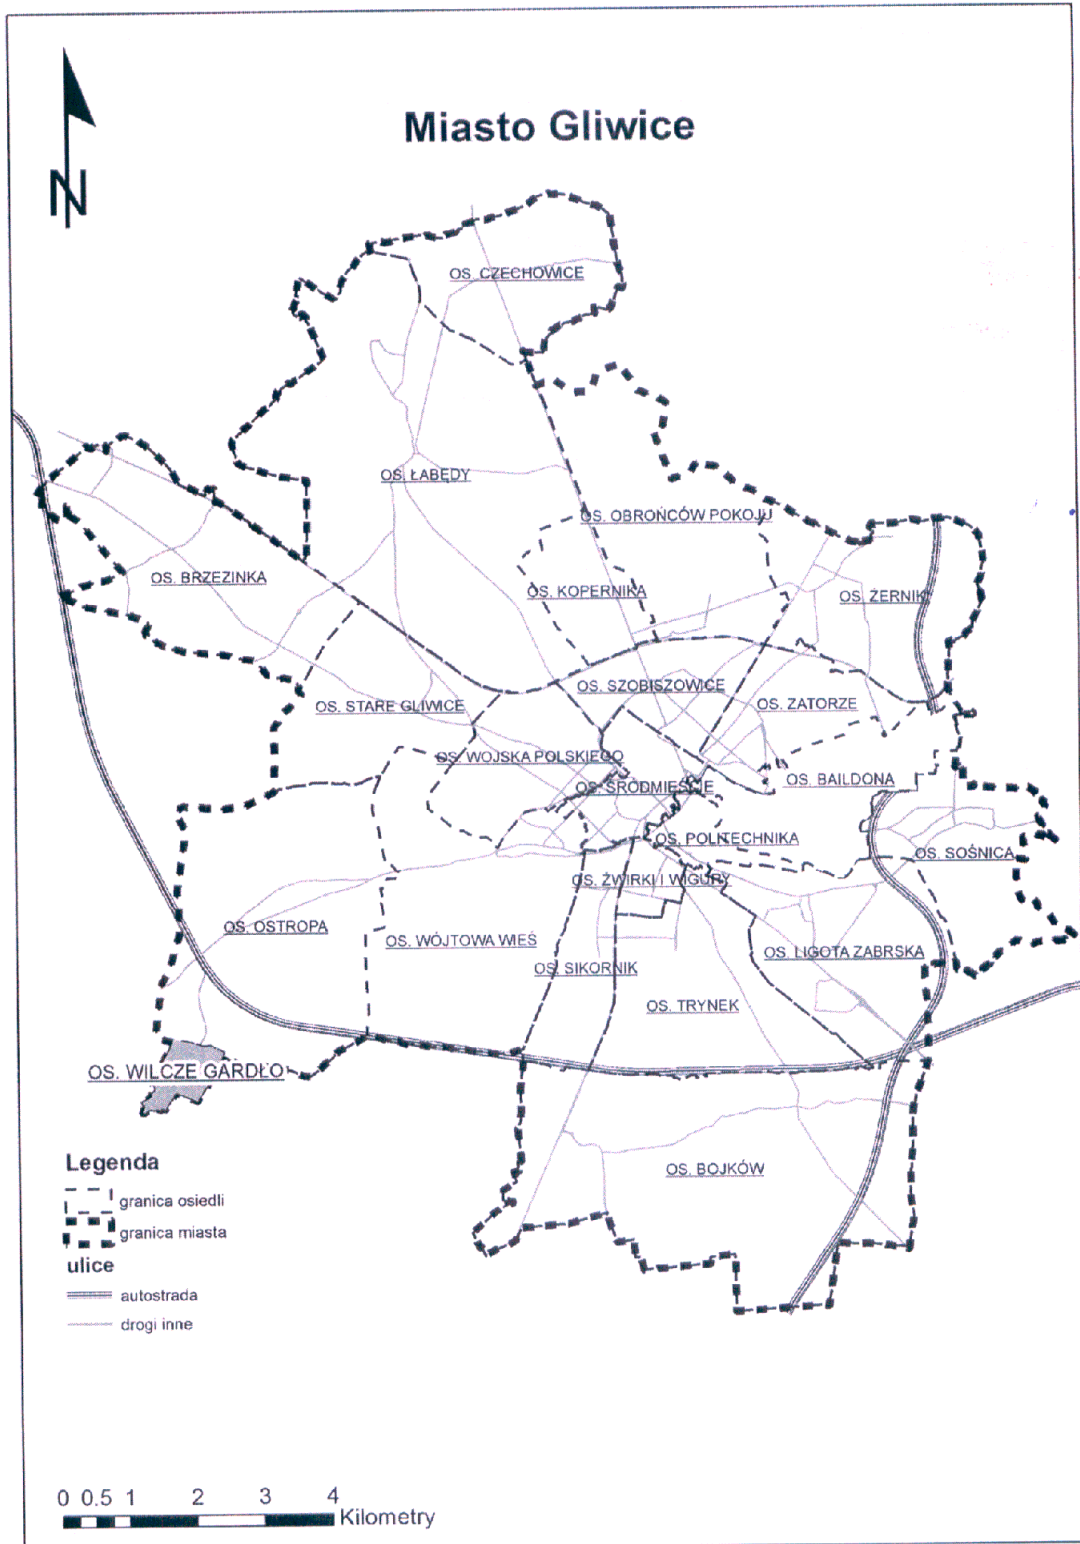 Miasto Gliwice
N
OS. CZECHOWICE
OS. ŁABĘDY
OS. OBROŃCÓW POKOJU
OS. BRZEZINKA
OS. KOPERNIKA
OS. ŻERNIKI
OS. SZOBISZOWICE
OS. STARE GLIWICE
OS. ZATORZE
OS. WOJSKA POLSKIEGO
OS. BAILDONA
OS. ŚRÓDMIEŚCIE
OS. POLITECHNIKA
OS. SOŚNICA
OS. ŻWIRKI I WIGURY
OS. OSTROPA
OS. WÓJTOWA WIEŚ
OS. LIGOTA ZABRSKA
OS. SIKORNIK
OS. TRYNEK
OS. WILCZE GARDŁO
OS. BOJKÓW
Legenda
granica osiedli
granica miasta
ulice
autostrada
drogi inne
0 0.5 1 2 3 4
Kilometry